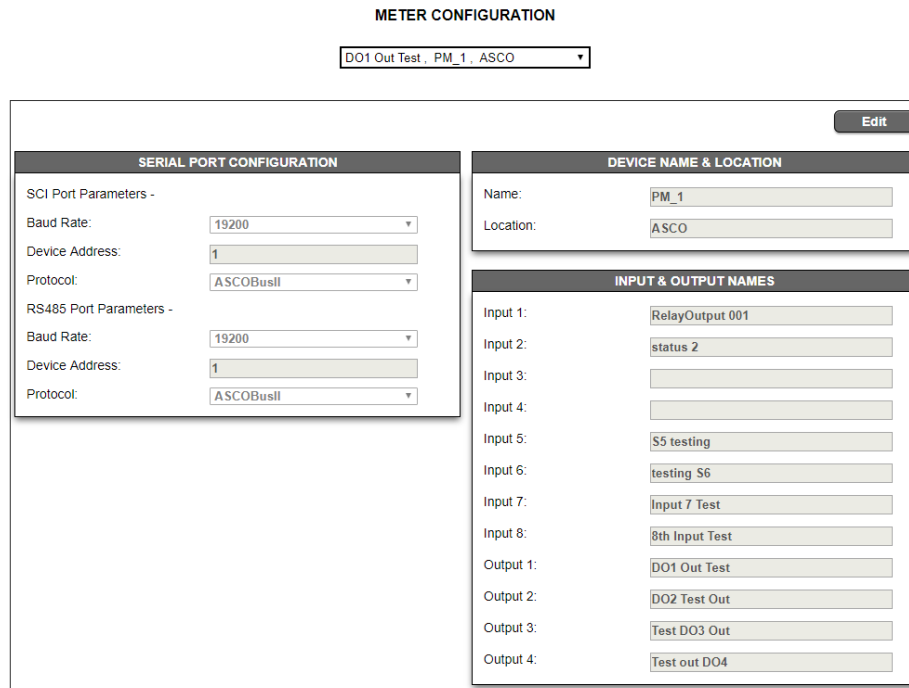 METER CONFIGURATION
DO1 Out Test , PM_1 , ASCO
Edit
SERIAL PORT CONFIGURATION
SCI Port Parameters -
Baud Rate: 19200
Device Address: 1
Protocol: ASCOBusII
RS485 Port Parameters -
Baud Rate: 19200
Device Address: 1
Protocol: ASCOBusII
DEVICE NAME & LOCATION
Name: PM_1
Location: ASCO
INPUT & OUTPUT NAMES
Input 1: RelayOutput 001
Input 2: status 2
Input 3:
Input 4:
Input 5: S5 testing
Input 6: testing S6
Input 7: Input 7 Test
Input 8: 8th Input Test
Output 1: DO1 Out Test
Output 2: DO2 Test Out
Output 3: Test DO3 Out
Output 4: Test out DO4